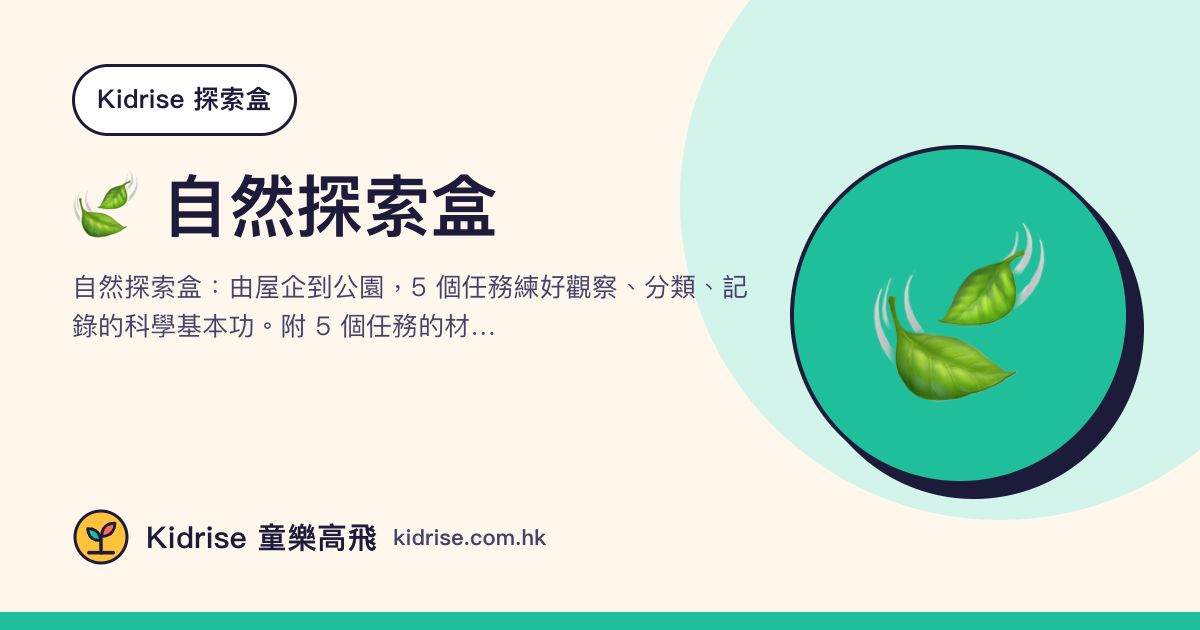 Kidrise 探索盒
🍃 自然探索盒
自然探索盒：由屋企到公園，5 個任務練好觀察、分類、記
錄的科學基本功。附 5 個任務的材…
Kidrise 童樂高飛 kidrise.com.hk